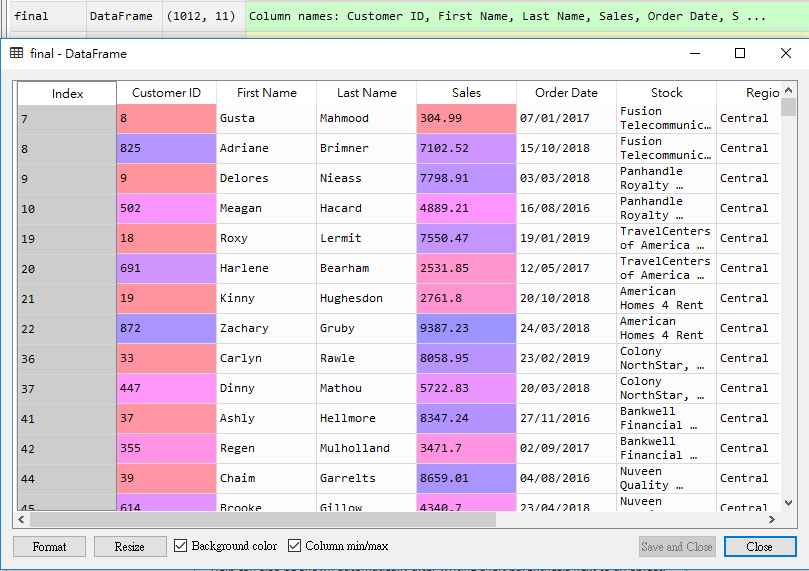 final DataFrame (1012, 11) Column names: Customer ID, First Name, Last Name, Sales, Order Date, S ...
final - DataFrame
Index Customer ID First Name Last Name Sales Order Date Stock Regio
7 8 Gusta Mahmood 304.99 07/01/2017 Fusion Telecommunic… Central
8 825 Adriane Brimner 7102.52 15/10/2018 Fusion Telecommunic… Central
9 9 Delores Nieass 7798.91 03/03/2018 Panhandle Royalty … Central
10 502 Meagan Hacard 4889.21 16/08/2016 Panhandle Royalty … Central
19 18 Roxy Lermit 7550.47 19/01/2019 TravelCenters of America … Central
20 691 Harlene Bearham 2531.85 12/05/2017 TravelCenters of America … Central
21 19 Kinny Hughesdon 2761.8 20/10/2018 American Homes 4 Rent Central
22 872 Zachary Gruby 9387.23 24/03/2018 American Homes 4 Rent Central
36 33 Carlyn Rawle 8058.95 23/02/2019 Colony NorthStar, … Central
37 447 Dinny Mathou 5722.83 20/03/2018 Colony NorthStar, … Central
41 37 Ashly Hellmore 8347.24 27/11/2016 Bankwell Financial … Central
42 355 Regen Mulholland 3471.7 02/09/2017 Bankwell Financial … Central
44 39 Chaim Garrelts 8659.01 04/08/2016 Nuveen Quality … Central
45 614 Brooke Gillow 4340.7 23/04/2018 Nuveen Central
Format Resize Background color Column min/max Save and Close Close